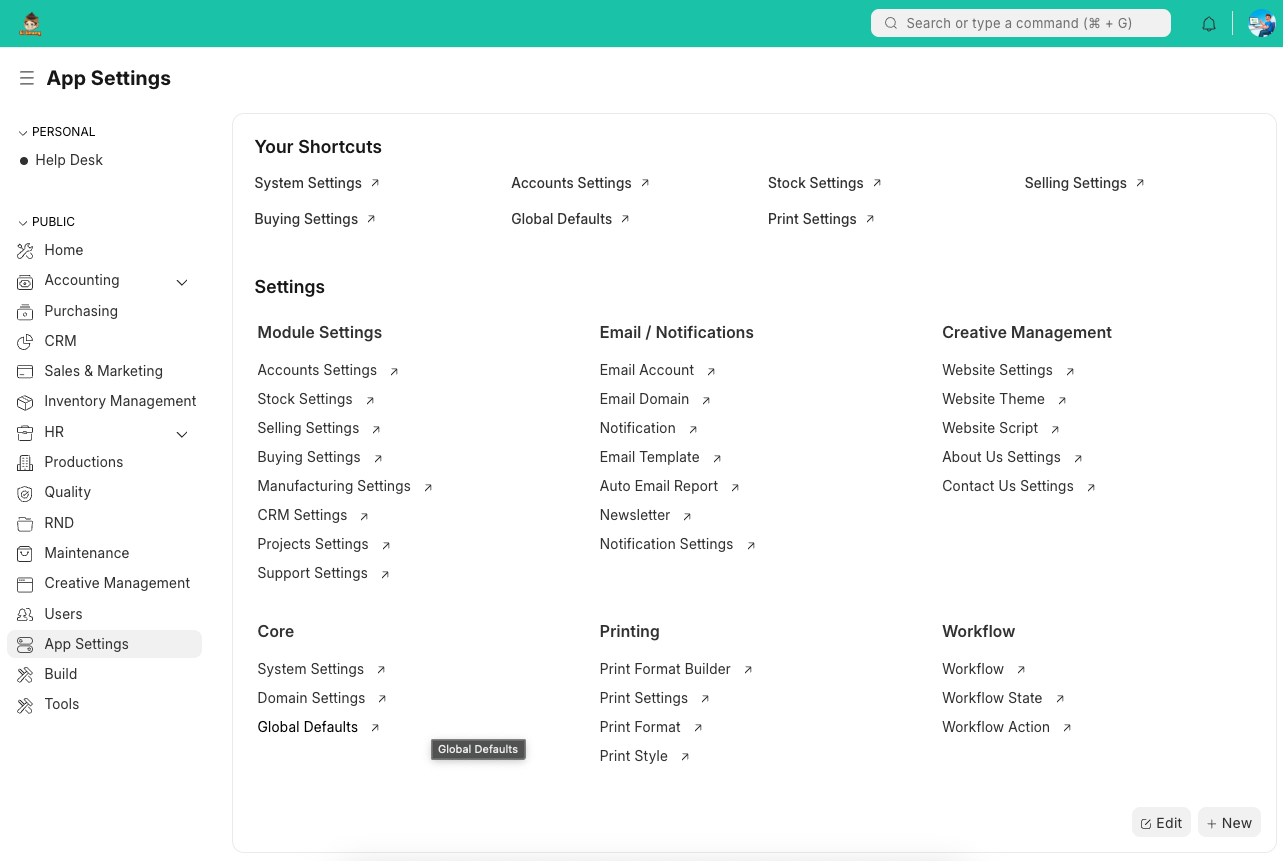 Search or type a command (⌘ + G)
App Settings
PERSONAL
Help Desk
PUBLIC
Home
Accounting
Purchasing
CRM
Sales & Marketing
Inventory Management
HR
Productions
Quality
RND
Maintenance
Creative Management
Users
App Settings
Build
Tools
Your Shortcuts
System Settings
Accounts Settings
Stock Settings
Selling Settings
Buying Settings
Global Defaults
Print Settings
Settings
Module Settings
Accounts Settings
Stock Settings
Selling Settings
Buying Settings
Manufacturing Settings
CRM Settings
Projects Settings
Support Settings
Email / Notifications
Email Account
Email Domain
Notification
Email Template
Auto Email Report
Newsletter
Notification Settings
Creative Management
Website Settings
Website Theme
Website Script
About Us Settings
Contact Us Settings
Core
System Settings
Domain Settings
Global Defaults
Global Defaults
Printing
Print Format Builder
Print Settings
Print Format
Print Style
Workflow
Workflow
Workflow State
Workflow Action
Edit
+ New